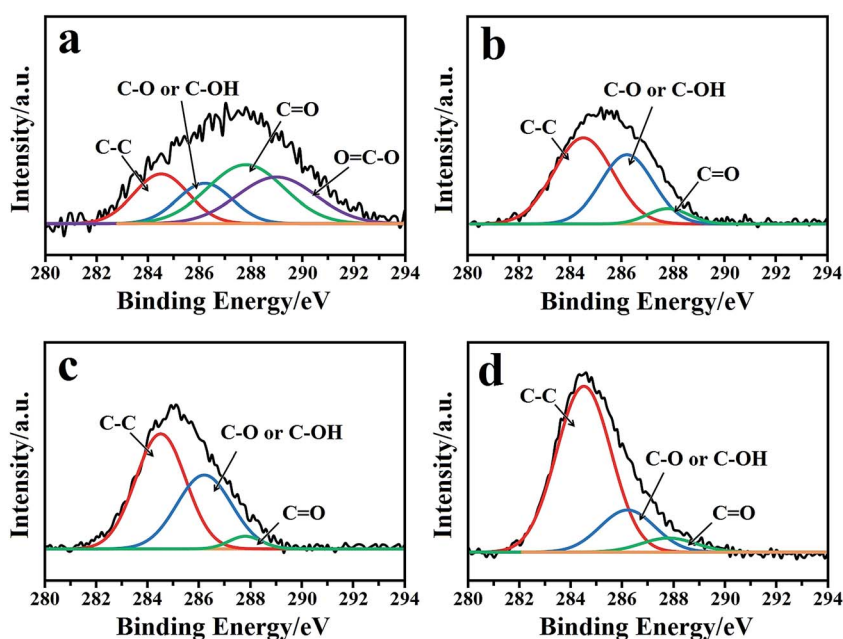 a
C-O or C-OH
C=O
C-C
O=C-O
Intensity/a.u.
280 282 284 286 288 290 292 294
Binding Energy/eV
b
C-O or C-OH
C-C
C=O
Intensity/a.u.
280 282 284 286 288 290 292 294
Binding Energy/eV
c
C-C
C-O or C-OH
C=O
Intensity/a.u.
280 282 284 286 288 290 292 294
Binding Energy/eV
d
C-C
C-O or C-OH
C=O
Intensity/a.u.
280 282 284 286 288 290 292 294
Binding Energy/eV